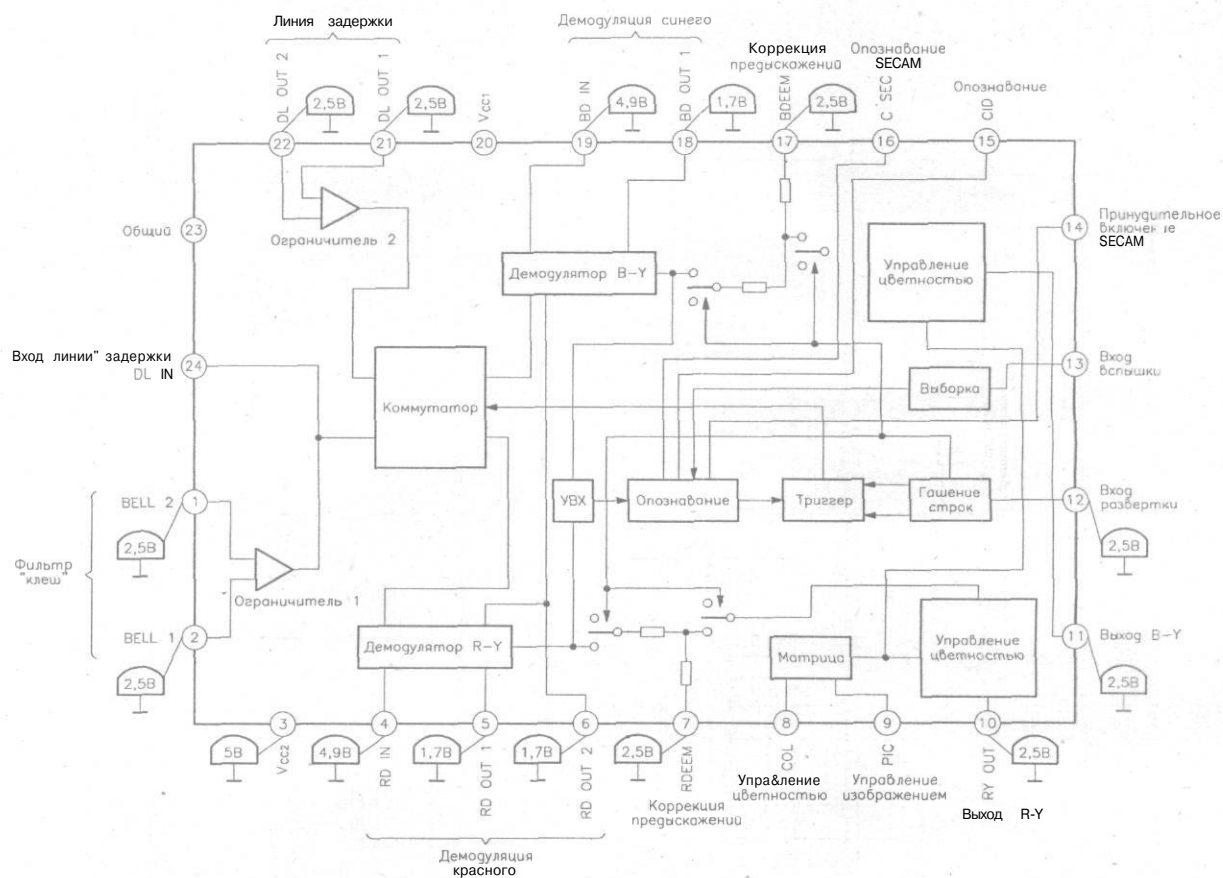 Линия задержки
Демодуляция синего
Коррекция
предыскажений
Опознавание
SECAM
Опознавание
DL OUT 2
2,5В
DL OUT 1
2,5В
Vcc1
BD IN
4,9В
BD OUT 1
1,7В
BDEEM
2,5В
C SEC
CID
22
21
20
19
18
17
16
15
Общий
23
Ограничитель 2
Демодулятор B-Y
Управление
цветностью
14
Принудительное
SECAM
Вход линии" задержки
DL IN
24
Коммутатор
Выборка
13
Вход
вспышки
BELL 2
1
2,5В
УВХ
Опознавание
Триггер
Гашение
строк
12
Вход
развертки
2,5В
Фильтр
"клеш"
Ограничитель 1
BELL 1
2
2,5В
Демодулятор R-Y
Матрица
Управление
цветностью
11
Выход B-Y
2,5В
3
4
5
6
7
8
9
10
5В
Vcc2
4,9В
RD IN
1,7В
RD OUT 1
1,7В
RD OUT 2
2,5В
RDEEM
COL
PIC
RY OUT
2,5В
Коррекция
предыскажений
Упра&ление
цветностью
Управление
изображением
Выход R-Y
Демодуляция
красного